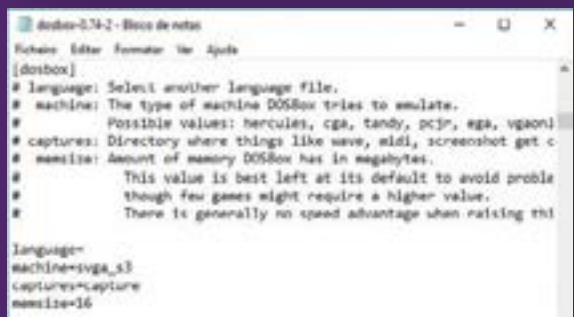 dosbox-0.74-2 - Bloco de notas
Ficheiro Editar Formatar Ver Ajuda
[dosbox]
# language: Select another language file.
# machine: The type of machine DOSBox tries to emulate.
# Possible values: hercules, cga, tandy, pcjr, ega, vgaonl
# captures: Directory where things like wave, midi, screenshot get c
# memsize: Amount of memory DOSBox has in megabytes.
# This value is best left at its default to avoid proble
# though few games might require a higher value.
# There is generally no speed advantage when raising thi
language=
machine=svga_s3
captures=capture
memsize=16